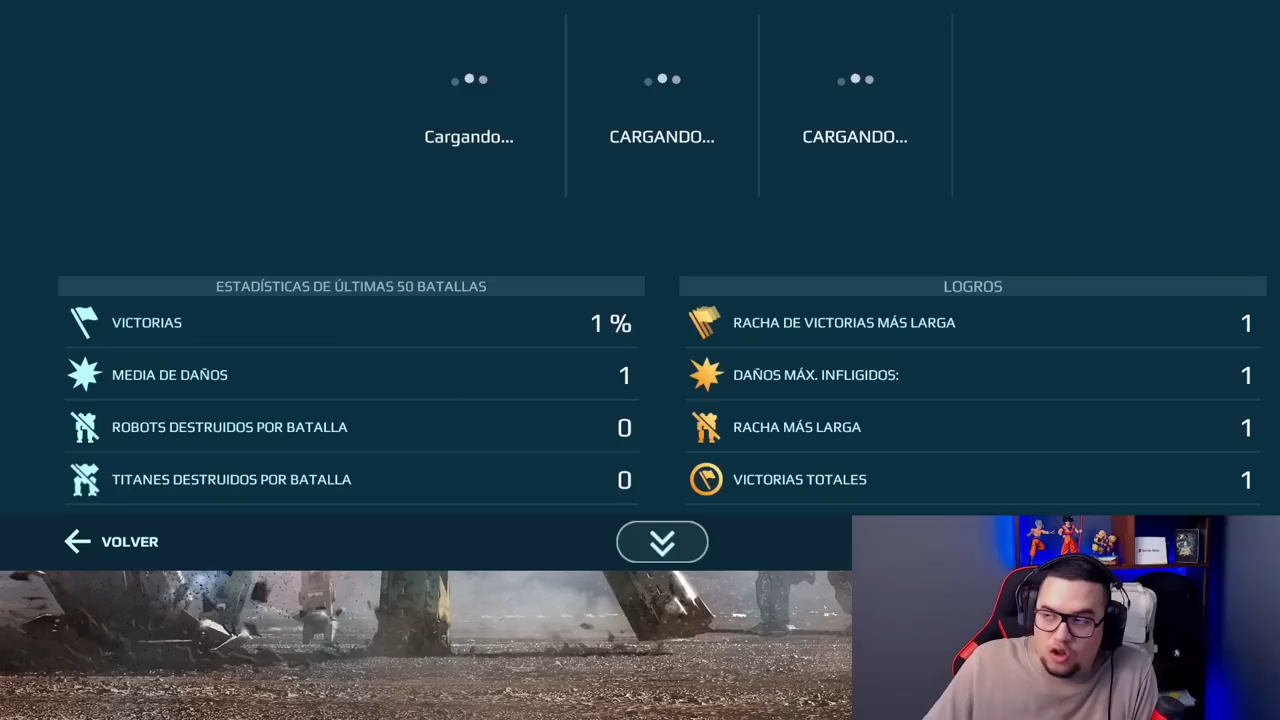 Cargando...
CARGANDO...
CARGANDO...
ESTADÍSTICAS DE ÚLTIMAS 50 BATALLAS
VICTORIAS 1 %
MEDIA DE DAÑOS 1
ROBOTS DESTRUIDOS POR BATALLA 0
TITANES DESTRUIDOS POR BATALLA 0
LOGROS
RACHA DE VICTORIAS MÁS LARGA 1
DAÑOS MÁX. INFLIGIDOS: 1
RACHA MÁS LARGA 1
VICTORIAS TOTALES 1
VOLVER